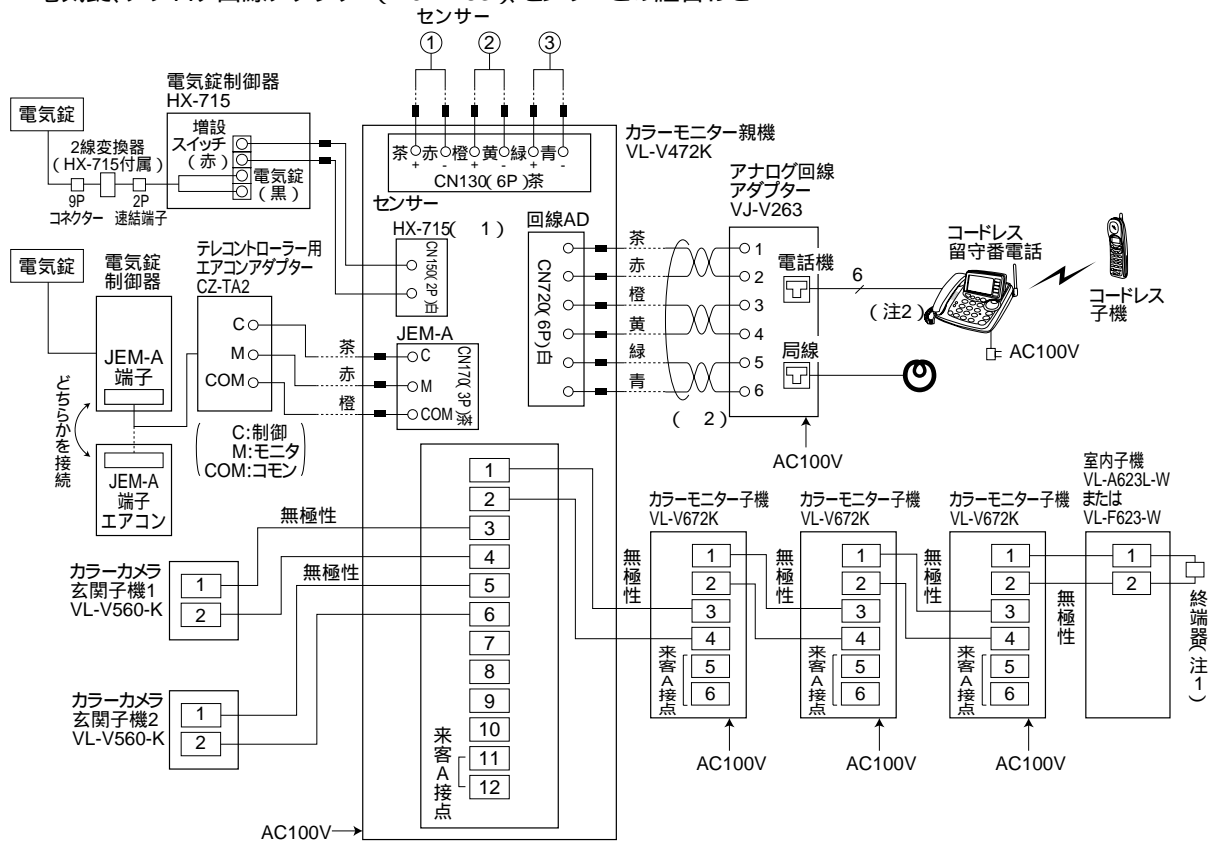 センサー
① ② ③
電気錠制御器
HX-715
電気錠
増設
スイッチ
(赤)
電気錠
(黒)
2線変換器
(HX-715付属)
9P
コネクター
2P
速結端子
カラーモニター親機
VL-V472K
茶 赤 橙 黄 緑 青
+ - + - + -
CN130(6P)茶
センサー
HX-715( 1)
CN150(2P)白
回線AD
CN720(6P)白
茶
赤
橙
黄
緑
青
( 2)
アナログ回線
アダプター
VJ-V263
1
2
3
4
5
6
電話機
局線
AC100V
6
(注2)
コードレス
留守番電話
コードレス
子機
AC100V
電気錠
電気錠
制御器
JEM-A
端子
どちらかを接続
JEM-A
端子
エアコン
テレコントローラー用
エアコンアダプター
CZ-TA2
C
M
COM
C:制御
M:モニタ
COM:コモン
茶
赤
橙
JEM-A
C
M
COM
CN170(3P)茶
1
2
3
4
5
6
7
8
9
10
11
12
来客A接点
AC100V
無極性
無極性
カラーカメラ
玄関子機1
VL-V560-K
1
2
カラーカメラ
玄関子機2
VL-V560-K
1
2
無極性
カラーモニター子機
VL-V672K
1
2
3
4
5
6
来客A接点
AC100V
無極性
カラーモニター子機
VL-V672K
1
2
3
4
5
6
来客A接点
AC100V
無極性
カラーモニター子機
VL-V672K
1
2
3
4
5
6
来客A接点
AC100V
無極性
室内子機
VL-A623L-W
または
VL-F623-W
1
2
終端器(注1)